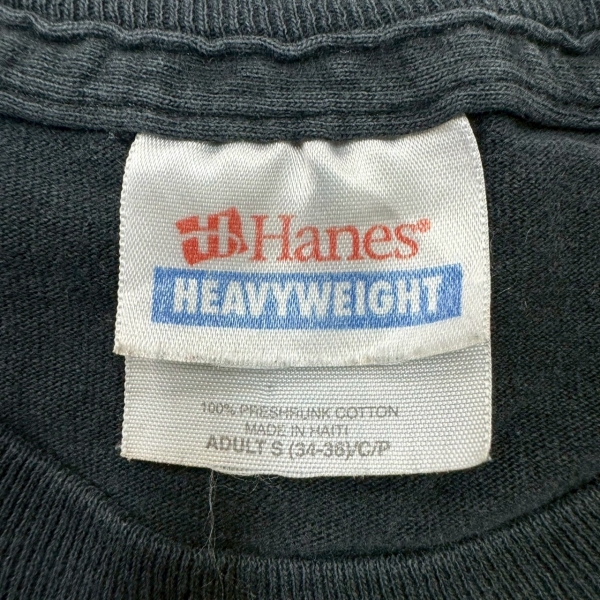 Hanes®
HEAVYWEIGHT
100% PRESHRUNK COTTON
MADE IN HAITI
ADULT S (34-36)/C/P